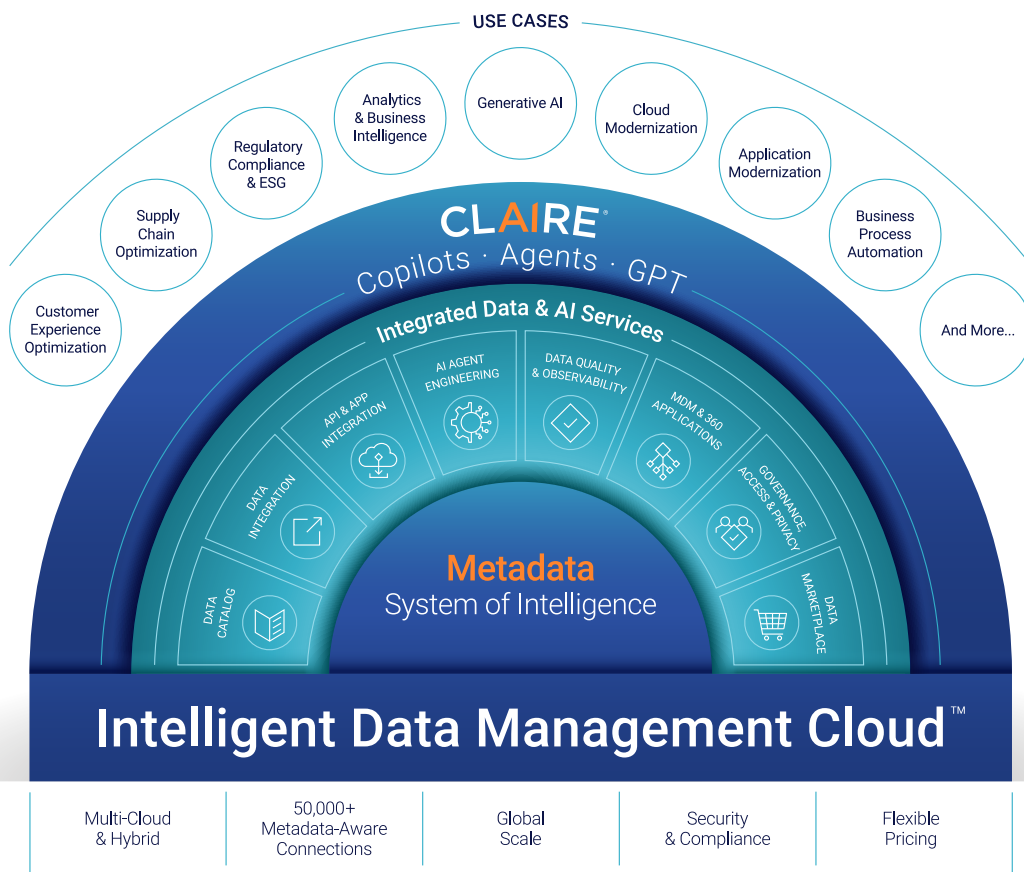 USE CASES
Customer
Experience
Optimization
Supply
Chain
Optimization
Regulatory
Compliance
& ESG
Analytics
& Business
Intelligence
Generative AI
Cloud
Modernization
Application
Modernization
Business
Process
Automation
And More...
CLAIRE®
Copilots · Agents · GPT
Integrated Data & AI Services
DATA
CATALOG
DATA
INTEGRATION
API & APP
INTEGRATION
AI AGENT
ENGINEERING
DATA QUALITY
& OBSERVABILITY
MDM & 360
APPLICATIONS
GOVERNANCE,
ACCESS & PRIVACY
DATA
MARKETPLACE
Metadata
System of Intelligence
Intelligent Data Management Cloud™
Multi-Cloud
& Hybrid
50,000+
Metadata-Aware
Connections
Global
Scale
Security
& Compliance
Flexible
Pricing